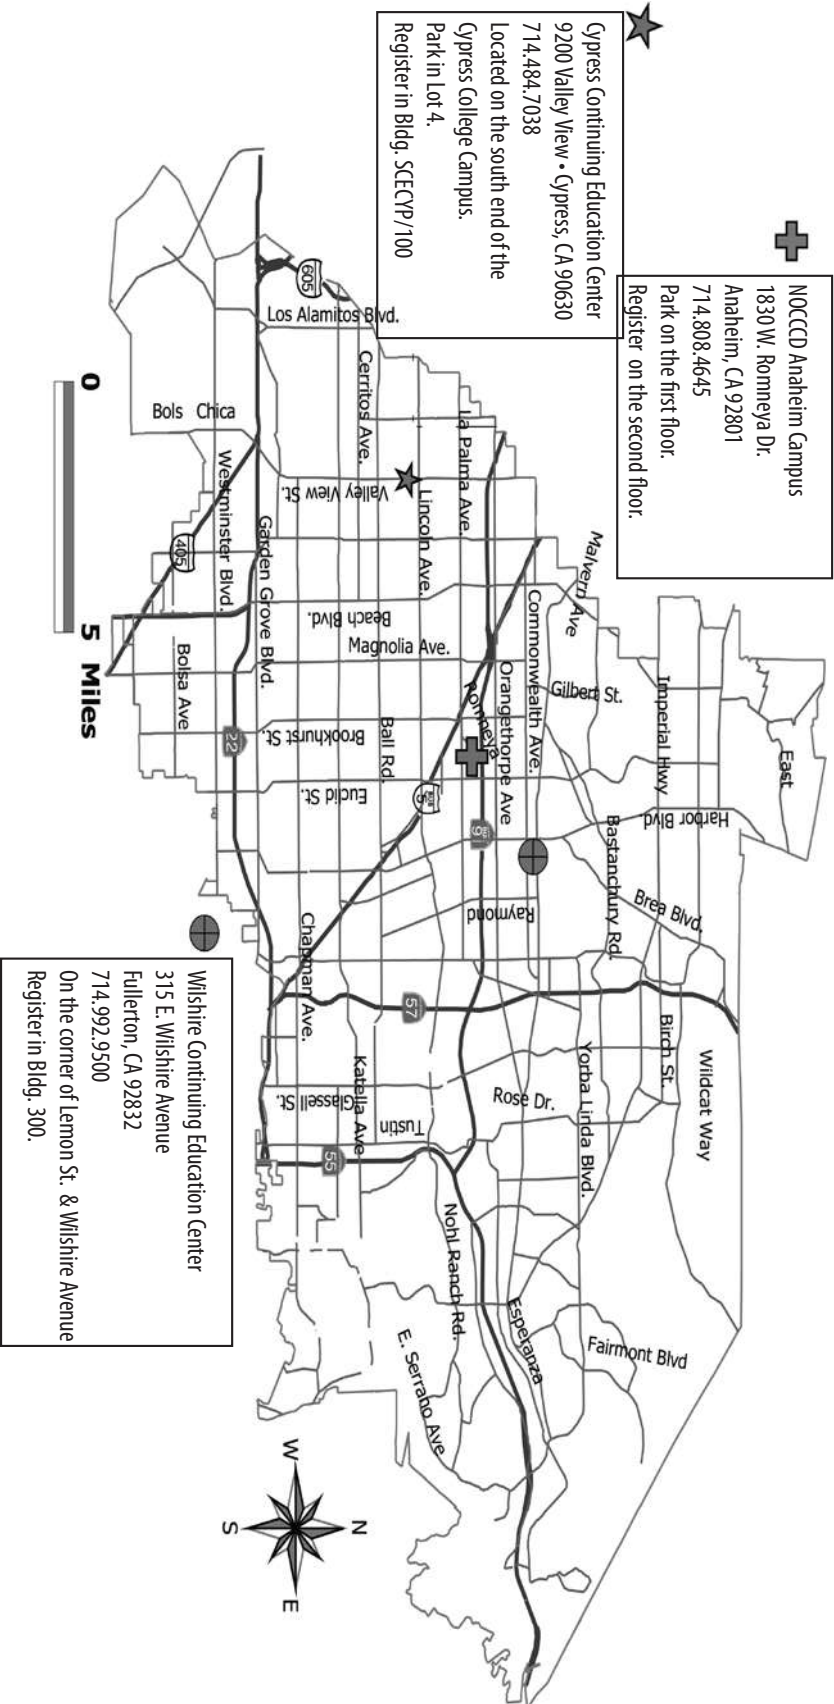 NOCCCD Anaheim Campus
1830 W. Romneya Dr.
Anaheim, CA 92801
714.808.4645
Park on the first floor.
Register on the second floor.
Cypress Continuing Education Center
9200 Valley View • Cypress, CA 90630
714.484.7038
Located on the south end of the
Cypress College Campus.
Park in Lot 4.
Register in Bldg. SCECYP/100
Wilshire Continuing Education Center
315 E. Wilshire Avenue
Fullerton, CA 92832
714.992.9500
On the corner of Lemon St. & Wilshire Avenue
Register in Bldg. 300.
East
Imperial Hwy
Harbor Blvd.
Malvern Ave
Gilbert St.
Bastanchury Rd.
Brea Blvd.
Birch St.
Wildcat Way
Commonwealth Ave.
Orangethorpe Ave
Romneya
91
Raymond
Yorba Linda Blvd.
Rose Dr.
Fairmont Blvd
Esperanza
La Palma Ave.
Lincoln Ave.
Nohl Ranch Rd.
E. Serrano Ave
605
Los Alamitos Blvd.
Cerritos Ave.
Valley View St.
Beach Blvd.
Magnolia Ave.
Ball Rd.
Brookhurst St.
Euclid St.
5
57
Chapman Ave.
Katella Ave
Glassell St.
Tustin
55
Bols Chica
Westminster Blvd.
Garden Grove Blvd.
405
Bolsa Ave
22
0
5 Miles
N
W
E
S